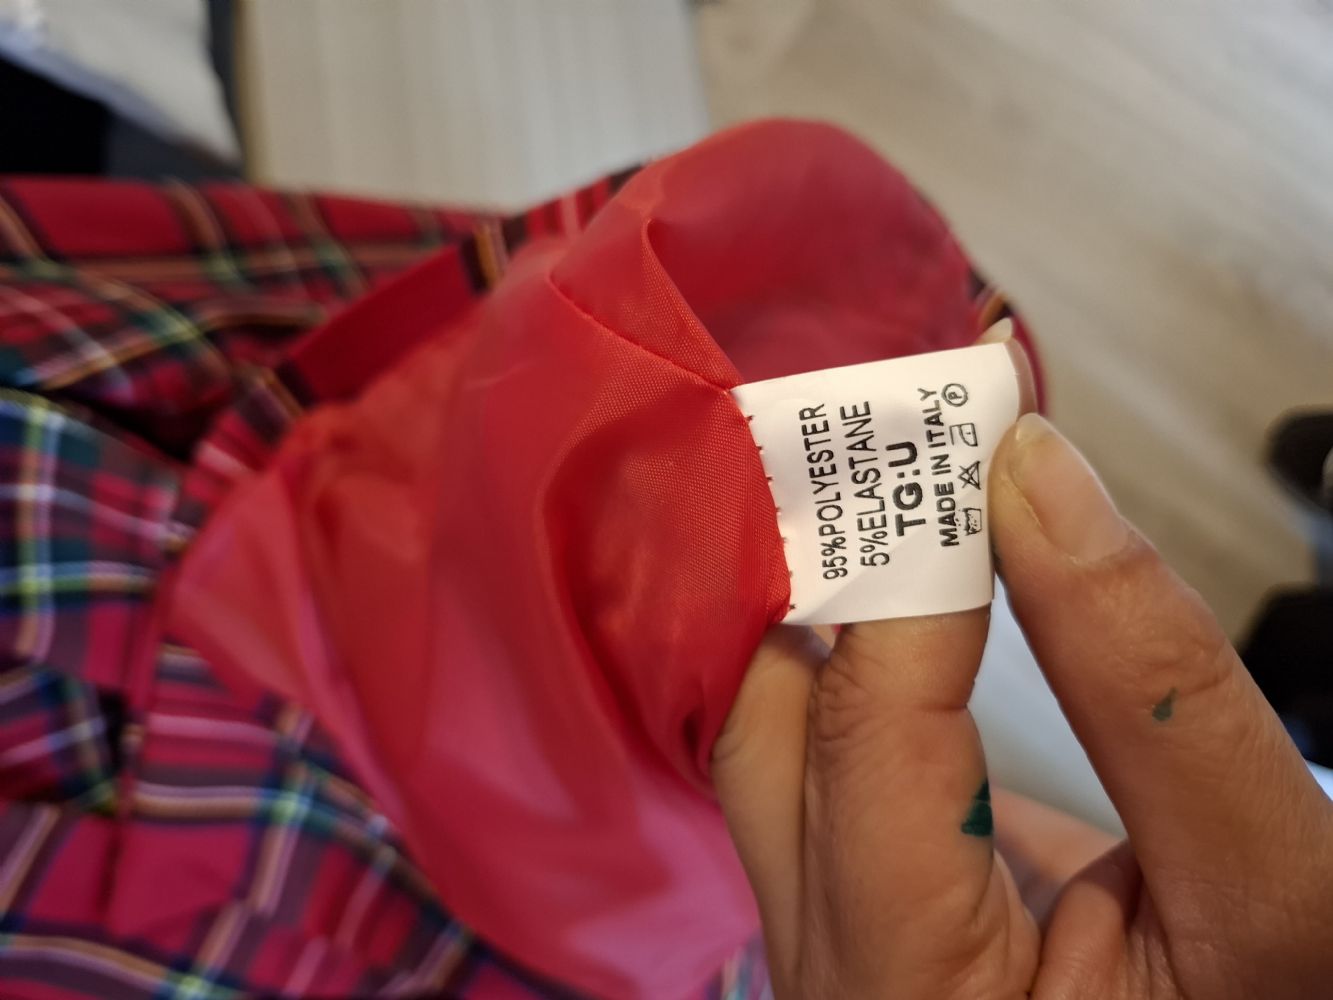 95%POLYESTER
5%ELASTANE
TG:U
MADE IN ITALY
P